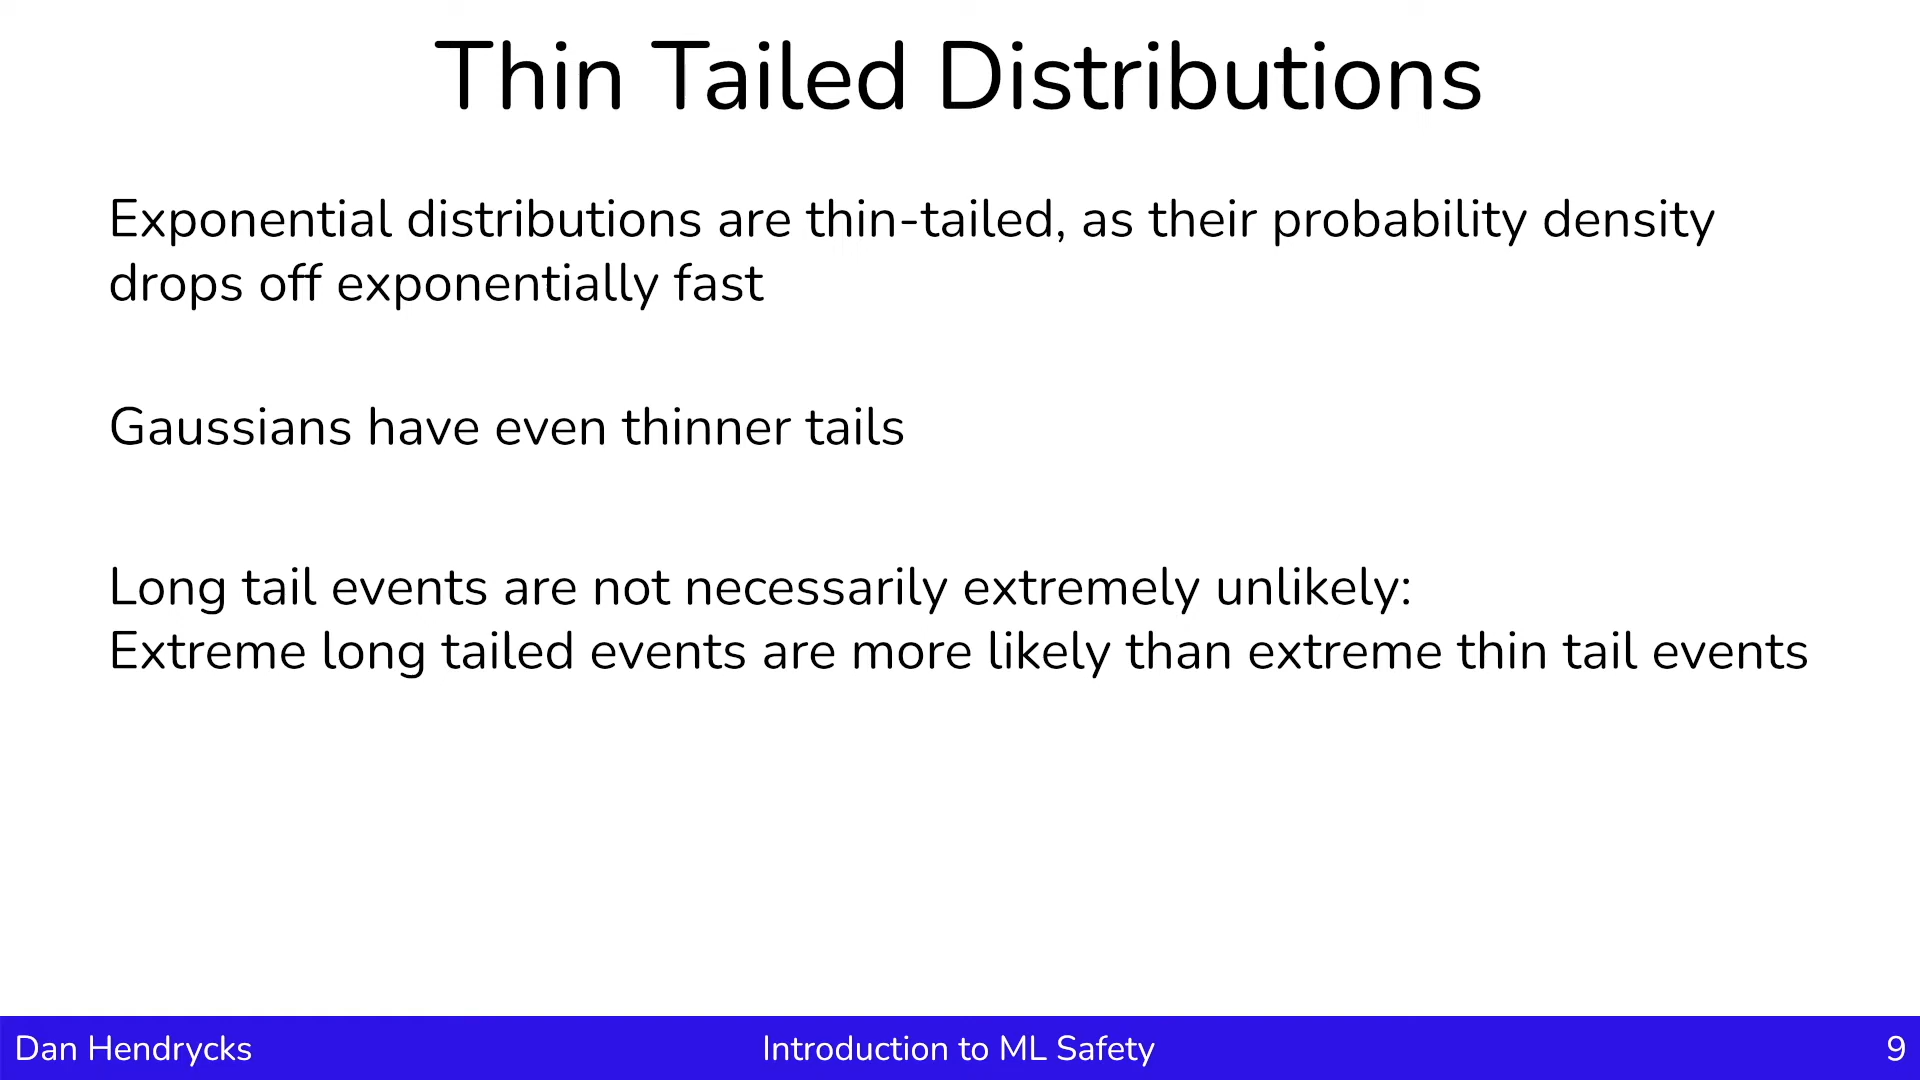 Thin Tailed Distributions
Exponential distributions are thin-tailed, as their probability density
drops off exponentially fast
Gaussians have even thinner tails
Long tail events are not necessarily extremely unlikely:
Extreme long tailed events are more likely than extreme thin tail events
Dan Hendrycks
Introduction to ML Safety
9